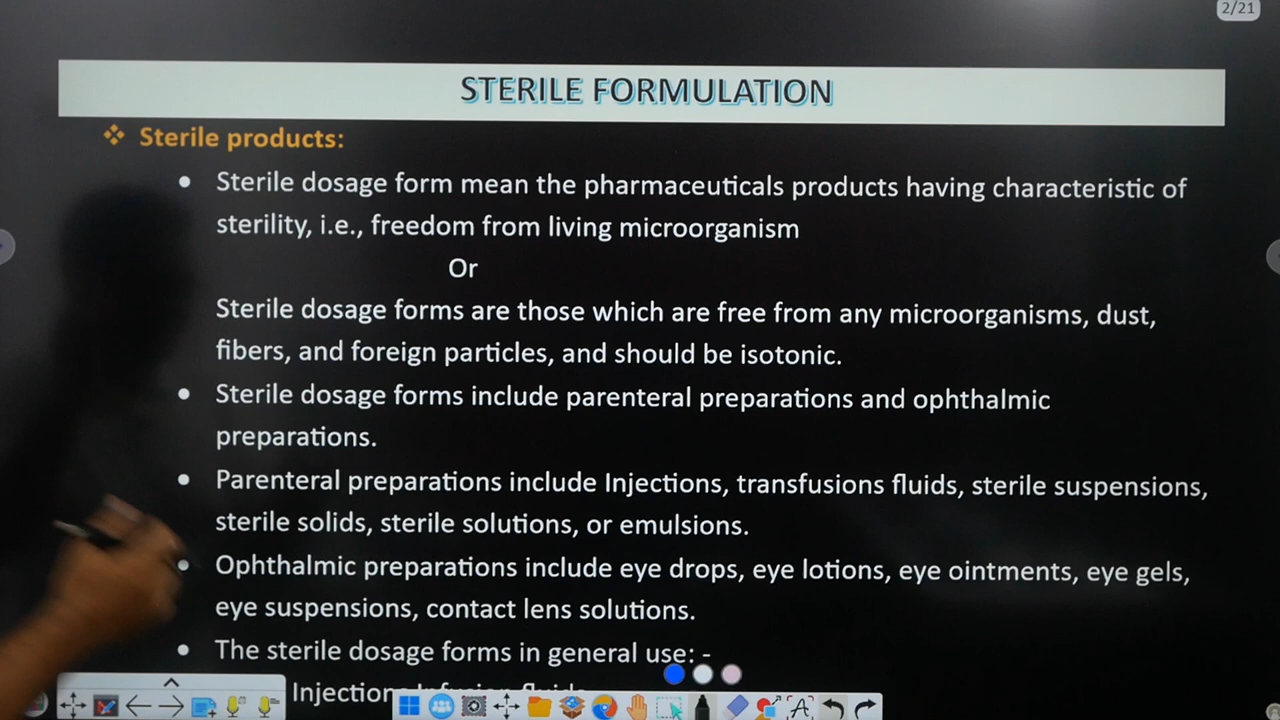 2/21
STERILE FORMULATION
❖ Sterile products:
• Sterile dosage form mean the pharmaceuticals products having characteristic of
sterility, i.e., freedom from living microorganism
Or
Sterile dosage forms are those which are free from any microorganisms, dust,
fibers, and foreign particles, and should be isotonic.
• Sterile dosage forms include parenteral preparations and ophthalmic
preparations.
• Parenteral preparations include Injections, transfusions fluids, sterile suspensions,
sterile solids, sterile solutions, or emulsions.
• Ophthalmic preparations include eye drops, eye lotions, eye ointments, eye gels,
eye suspensions, contact lens solutions.
• The sterile dosage forms in general use: -
Injection Infusion fluids